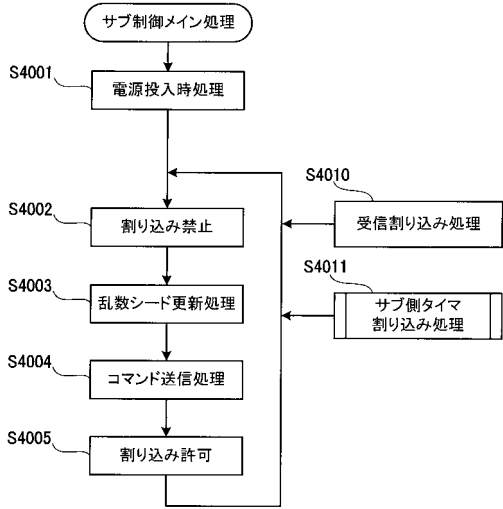 サブ制御メイン処理
S4001
電源投入時処理
S4010
受信割り込み処理
S4002
割り込み禁止
S4011
サブ側タイマ
割り込み処理
S4003
乱数シード更新処理
S4004
コマンド送信処理
S4005
割り込み許可